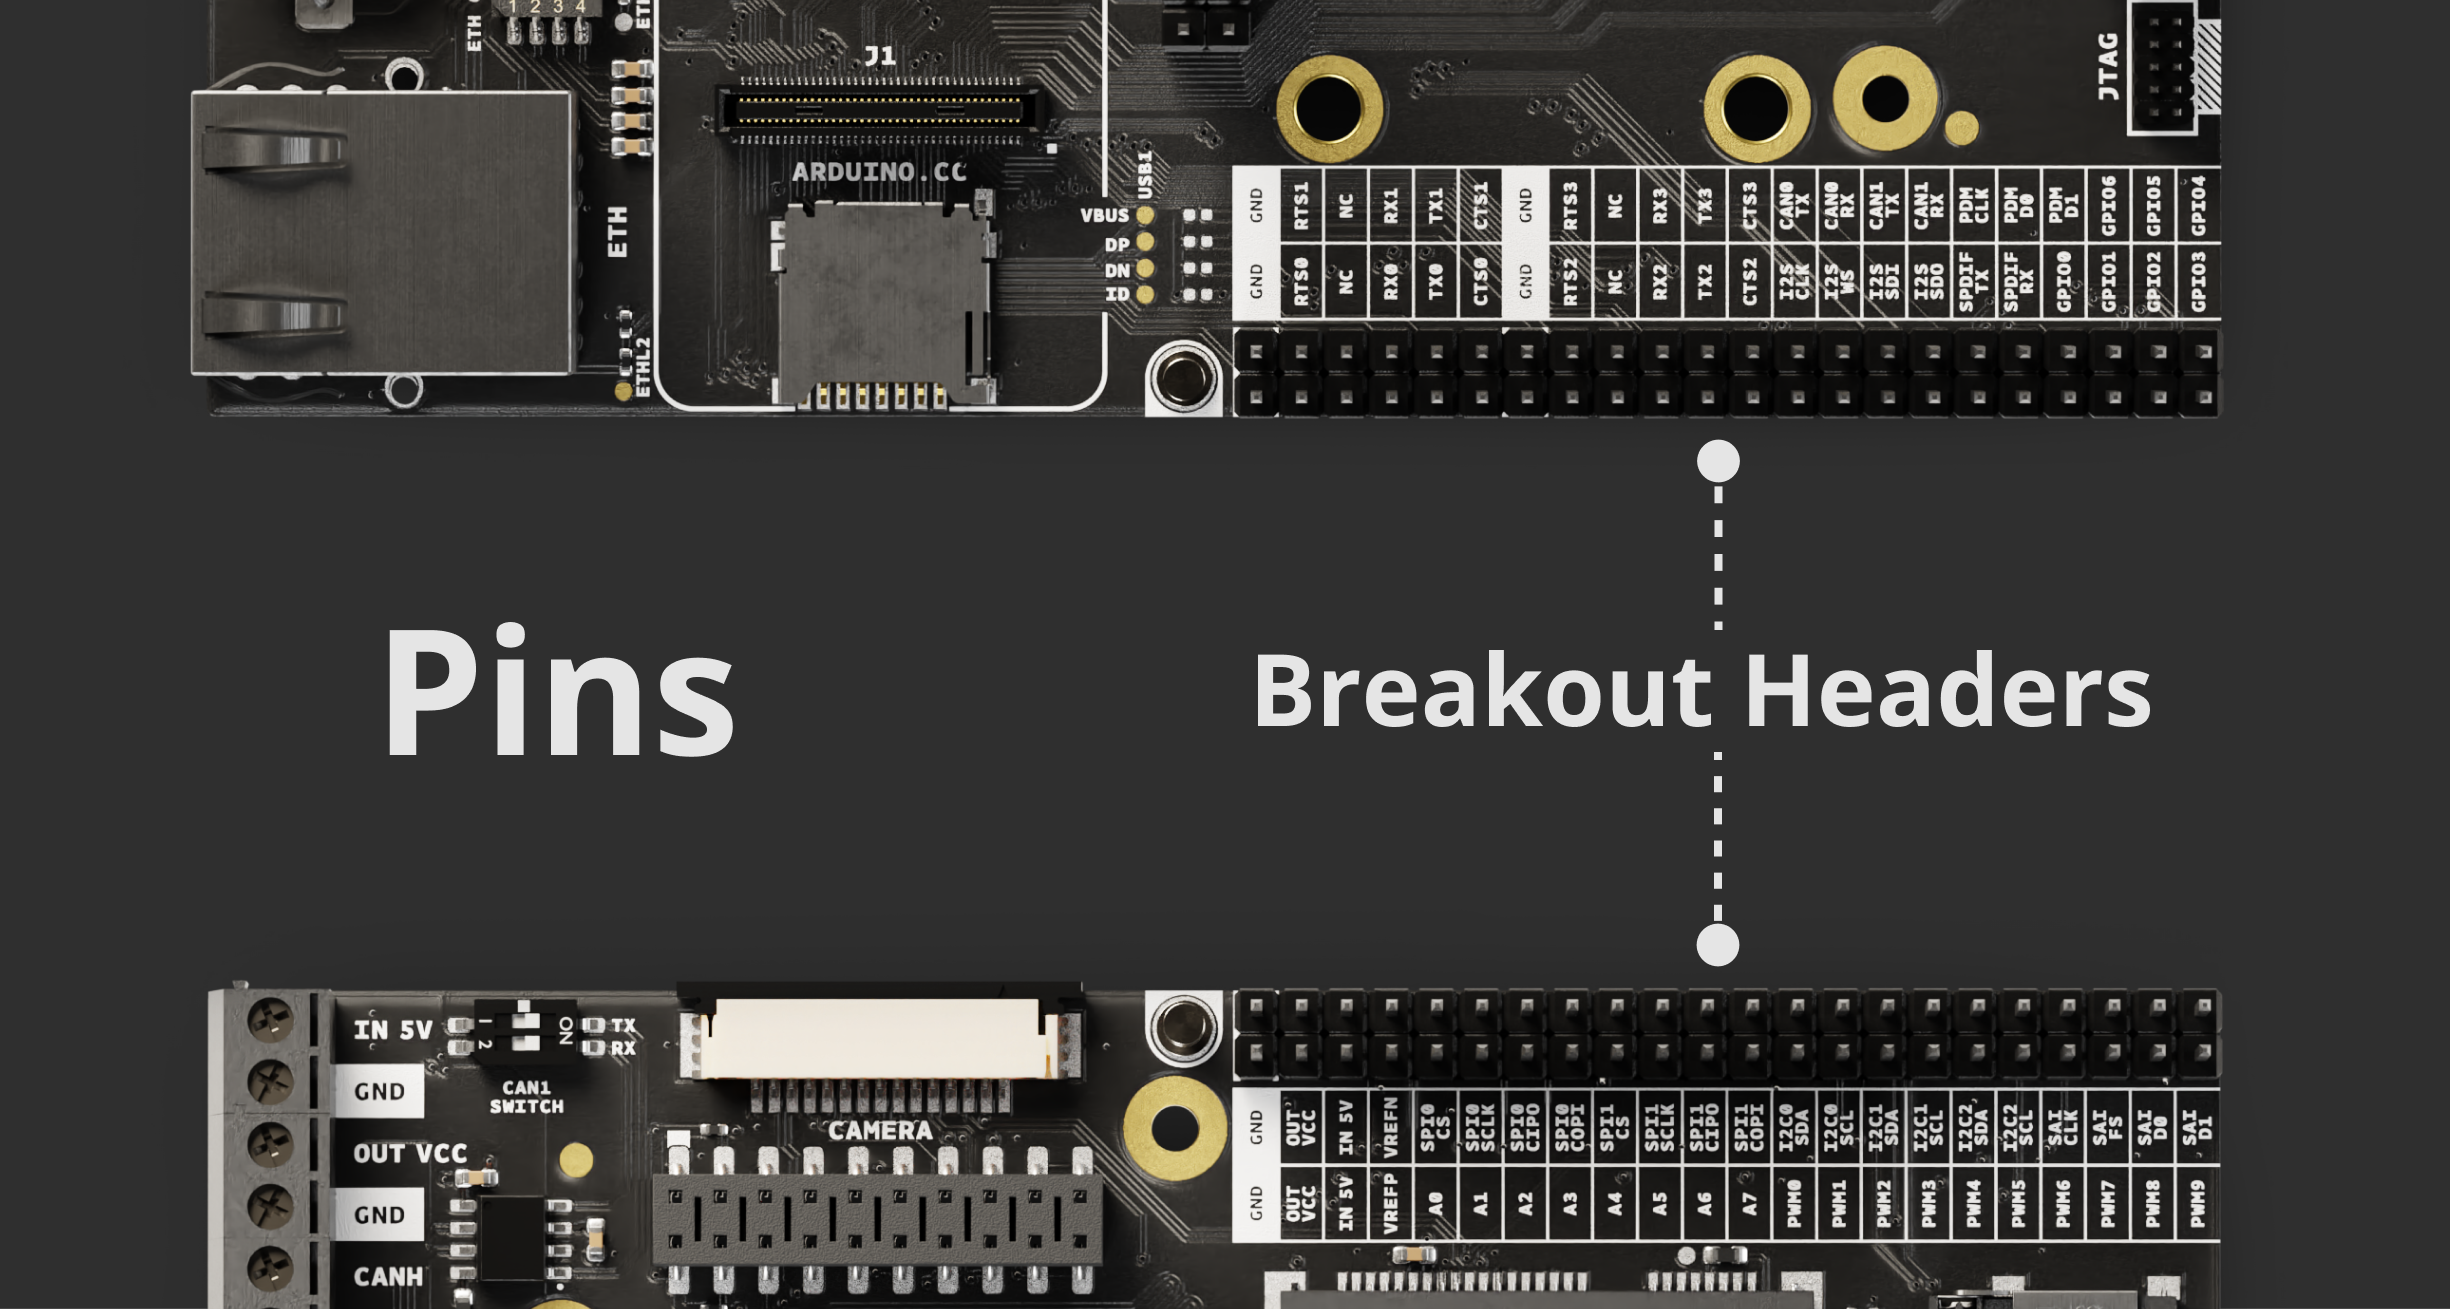 1 2 3 4
ETH
J1
JTAG
ARDUINO.CC
USB1
VBUS
DP
DN
ID
ETH
ETHL2
GND RTS1 NC RX1 TX1 CTS1 GND RTS3 NC RX3 TX3 CTS3 CAN0 TX CAN0 RX CAN1 TX CAN1 RX PDM CLK PDM D0 PDM D1 GPIO6 GPIO5 GPIO4
GND RTS0 NC RX0 TX0 CTS0 GND RTS2 NC RX2 TX2 CTS2 I2S CLK I2S WS I2S SDI I2S SDO SPDIF TX SPDIF RX GPIO0 GPIO1 GPIO2 GPIO3
Pins
Breakout Headers
IN 5V
GND
OUT VCC
GND
CANH
1
2
ON
TX
RX
CAN1
SWITCH
CAMERA
GND OUT VCC IN 5V VREFN SPI0 CS SPI0 SCLK SPI0 CIPO SPI0 COPI SPI1 CS SPI1 SCLK SPI1 CIPO SPI1 COPI I2C0 SDA I2C0 SCL I2C1 SDA I2C1 SCL I2C2 SDA I2C2 SCL SAI CLK SAI FS SAI D0 SAI D1
GND OUT VCC IN 5V VREFP A0 A1 A2 A3 A4 A5 A6 A7 PWM0 PWM1 PWM2 PWM3 PWM4 PWM5 PWM6 PWM7 PWM8 PWM9